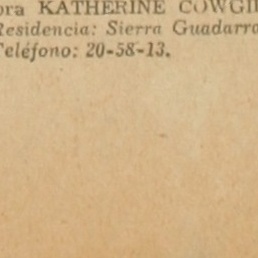 ora KATHERINE COWGI
Residencia: Sierra Guadarra
Teléfono: 20-58-13.